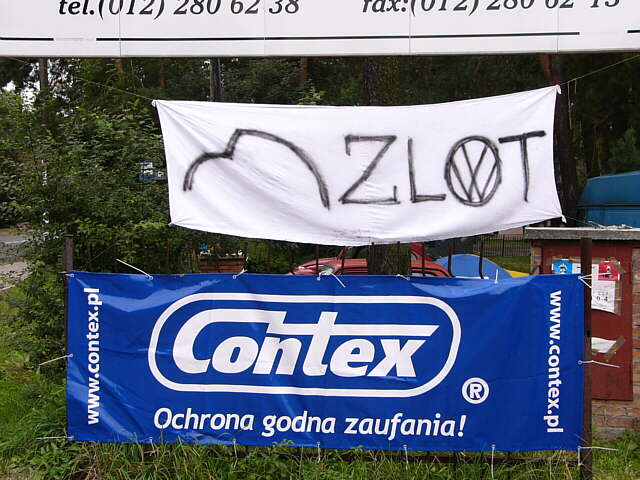 tel.(012) 280 62 38 fax:(012) 280 62 13
ZLOT
www.contex.pl
Contex®
www.contex.pl
Ochrona godna zaufania!